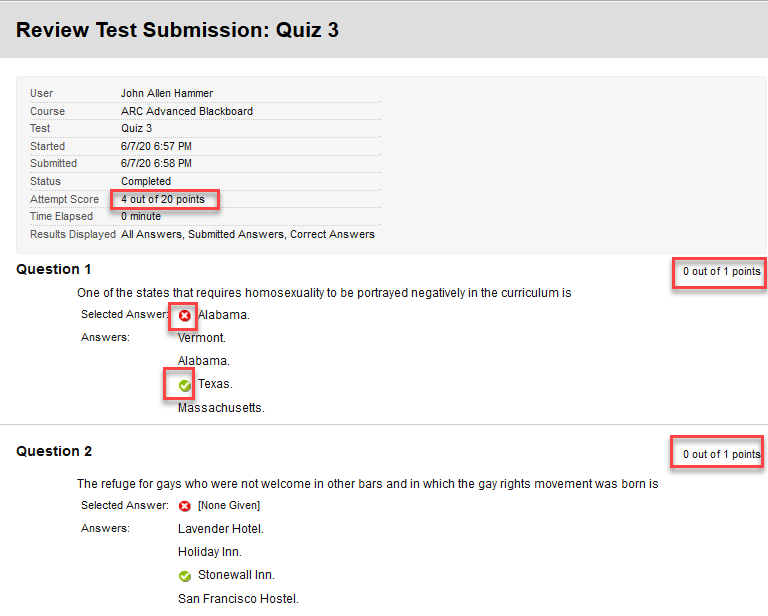 Review Test Submission: Quiz 3
User John Allen Hammer
Course ARC Advanced Blackboard
Test Quiz 3
Started 6/7/20 6:57 PM
Submitted 6/7/20 6:58 PM
Status Completed
Attempt Score 4 out of 20 points
Time Elapsed 0 minute
Results Displayed All Answers, Submitted Answers, Correct Answers
Question 1 0 out of 1 points
One of the states that requires homosexuality to be portrayed negatively in the curriculum is
Selected Answer: Alabama.
Answers: Vermont.
Alabama.
Texas.
Massachusetts.
Question 2 0 out of 1 points
The refuge for gays who were not welcome in other bars and in which the gay rights movement was born is
Selected Answer: [None Given]
Answers: Lavender Hotel.
Holiday Inn.
Stonewall Inn.
San Francisco Hostel.